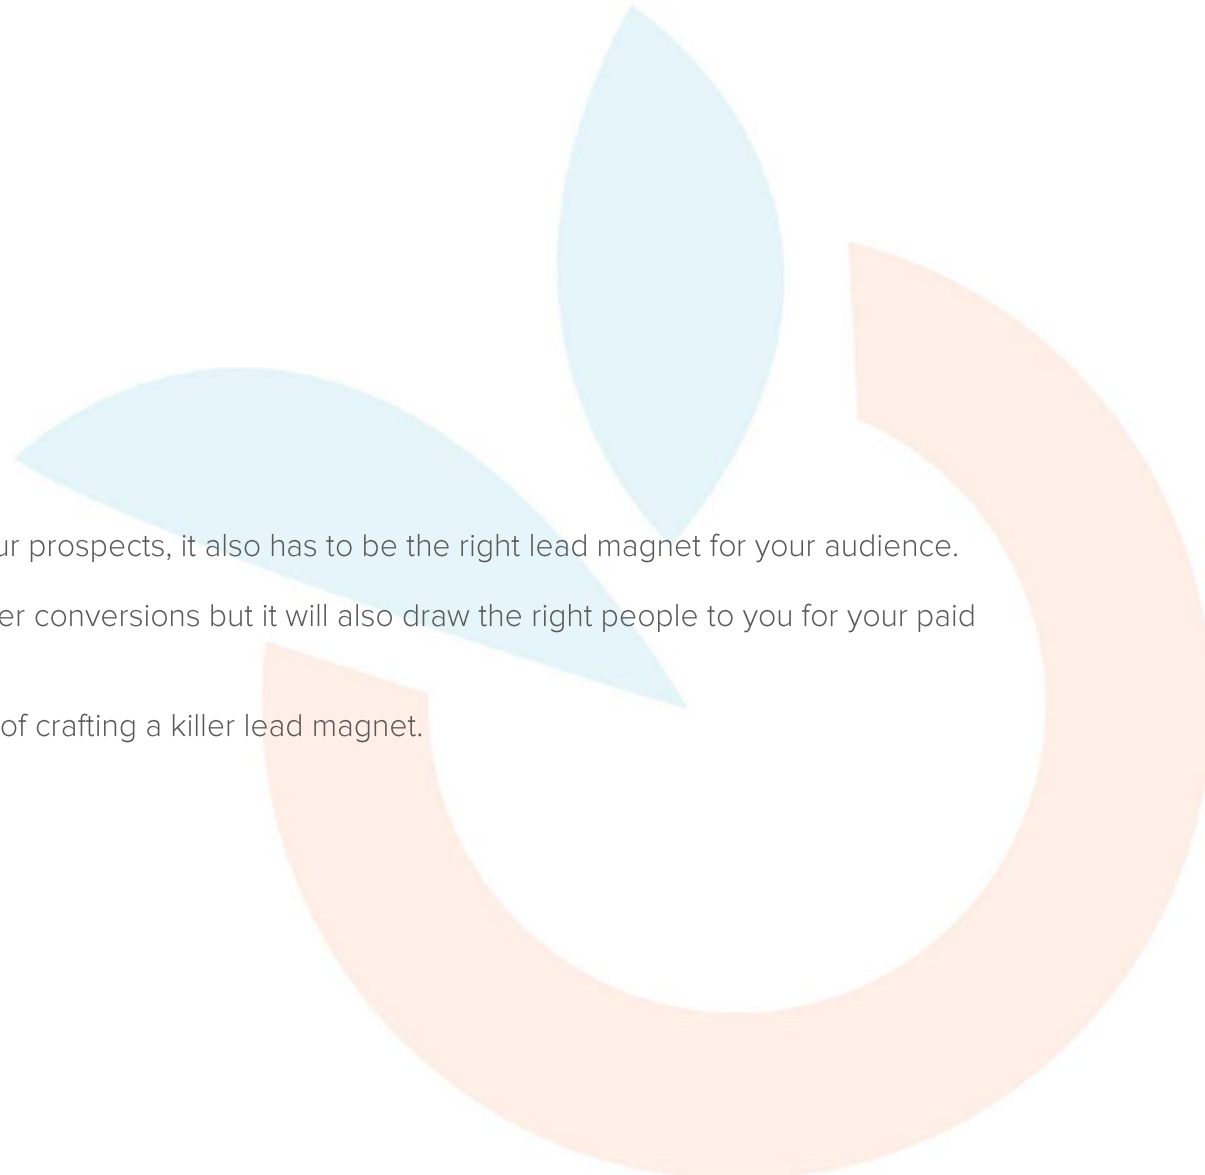 ur prospects, it also has to be the right lead magnet for your audience.
er conversions but it will also draw the right people to you for your paid
of crafting a killer lead magnet.